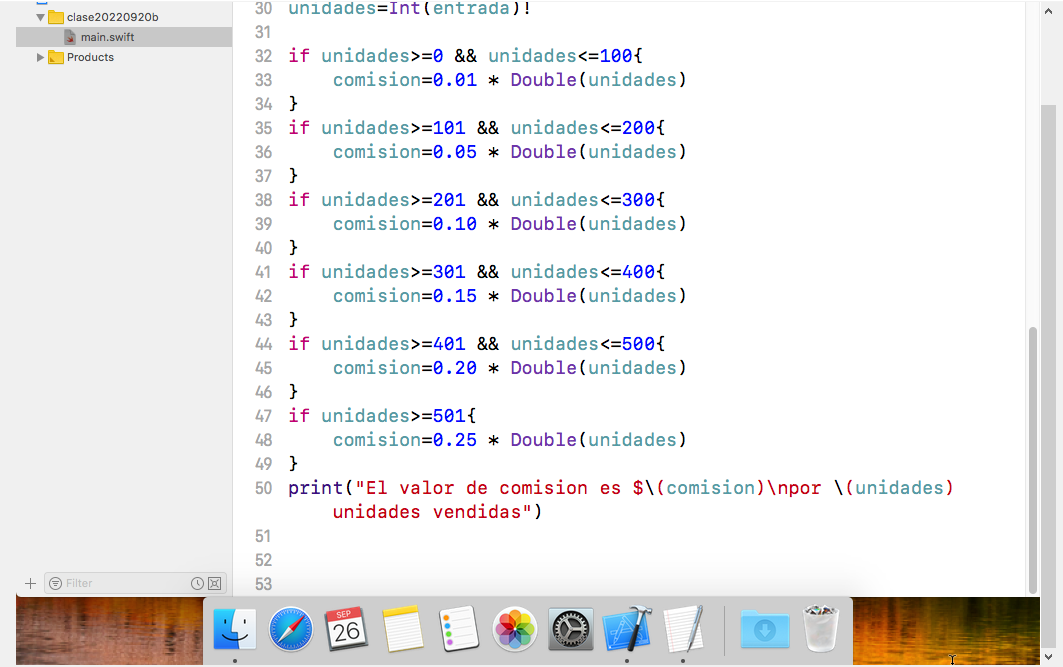 clase20220920b
main.swift
Products
30 unidades=Int(entrada)!
31
32 if unidades>=0 && unidades<=100{
33 comision=0.01 * Double(unidades)
34 }
35 if unidades>=101 && unidades<=200{
36 comision=0.05 * Double(unidades)
37 }
38 if unidades>=201 && unidades<=300{
39 comision=0.10 * Double(unidades)
40 }
41 if unidades>=301 && unidades<=400{
42 comision=0.15 * Double(unidades)
43 }
44 if unidades>=401 && unidades<=500{
45 comision=0.20 * Double(unidades)
46 }
47 if unidades>=501{
48 comision=0.25 * Double(unidades)
49 }
50 print("El valor de comision es $\(comision)\npor \(unidades)
unidades vendidas")
51
52
53
Filter
SEP
26